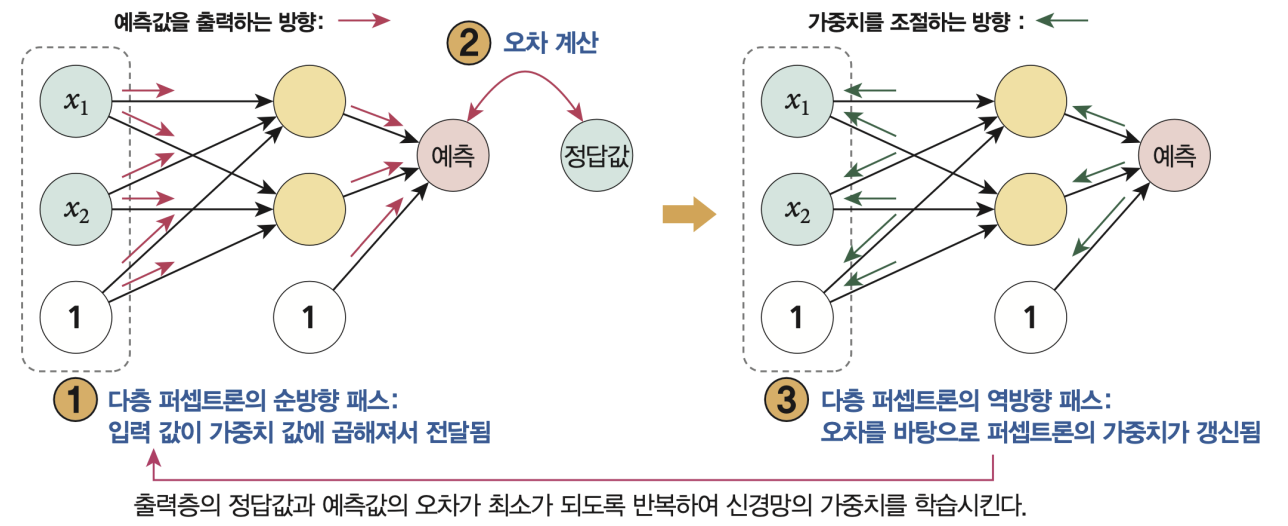 예측값을 출력하는 방향:
2 오차 계산
x1
x2
1
1
예측
정답값
1 다층 퍼셉트론의 순방향 패스:
입력 값이 가중치 값에 곱해져서 전달됨
가중치를 조절하는 방향 :
x1
x2
1
1
예측
3 다층 퍼셉트론의 역방향 패스:
오차를 바탕으로 퍼셉트론의 가중치가 갱신됨
출력층의 정답값과 예측값의 오차가 최소가 되도록 반복하여 신경망의 가중치를 학습시킨다.